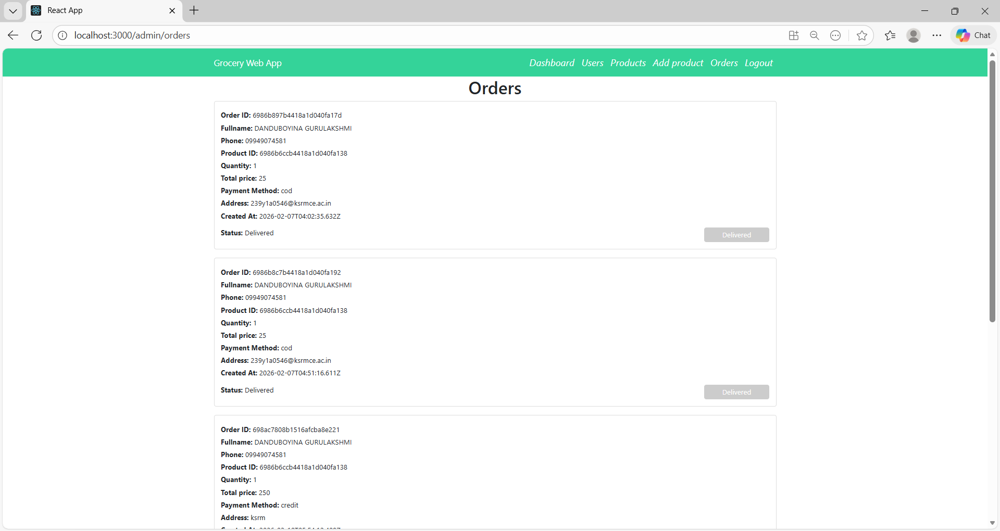 React App
localhost:3000/admin/orders
Chat
Grocery Web App
Dashboard Users Products Add product Orders Logout
Orders
Order ID: 6986b897b4418a1d040fa17d
Fullname: DANDUBOYINA GURULAKSHMI
Phone: 09949074581
Product ID: 6986b6ccb4418a1d040fa138
Quantity: 1
Total price: 25
Payment Method: cod
Address: 239y1a0546@ksrmce.ac.in
Created At: 2026-02-07T04:02:35.632Z
Status: Delivered
Delivered
Order ID: 6986b8c7b4418a1d040fa192
Fullname: DANDUBOYINA GURULAKSHMI
Phone: 09949074581
Product ID: 6986b6ccb4418a1d040fa138
Quantity: 1
Total price: 25
Payment Method: cod
Address: 239y1a0546@ksrmce.ac.in
Created At: 2026-02-07T04:51:16.611Z
Status: Delivered
Delivered
Order ID: 698ac7808b1516afcba8e221
Fullname: DANDUBOYINA GURULAKSHMI
Phone: 09949074581
Product ID: 6986b6ccb4418a1d040fa138
Quantity: 1
Total price: 250
Payment Method: credit
Address: ksrm